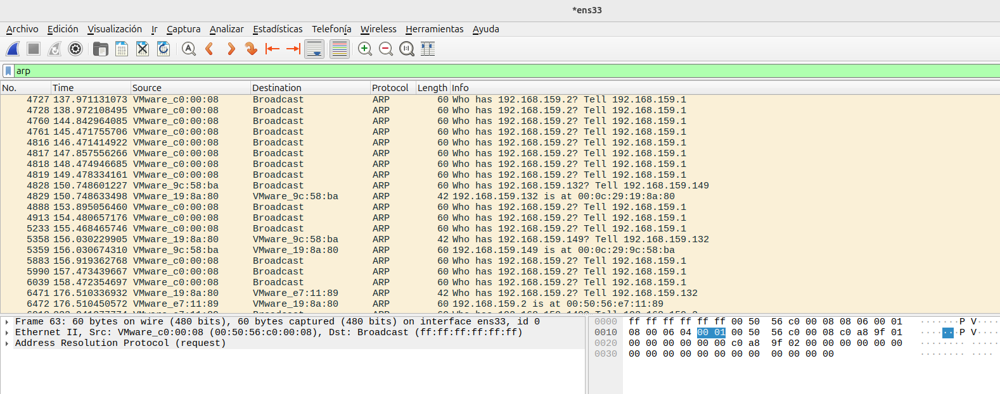 *ens33
Archivo Edición Visualización Ir Captura Analizar Estadísticas Telefonía Wireless Herramientas Ayuda
arp
No. Time Source Destination Protocol Length Info
4727 137.971131073 VMware_c0:00:08 Broadcast ARP 60 Who has 192.168.159.2? Tell 192.168.159.1
4728 138.972108495 VMware_c0:00:08 Broadcast ARP 60 Who has 192.168.159.2? Tell 192.168.159.1
4760 144.842964085 VMware_c0:00:08 Broadcast ARP 60 Who has 192.168.159.2? Tell 192.168.159.1
4761 145.471755706 VMware_c0:00:08 Broadcast ARP 60 Who has 192.168.159.2? Tell 192.168.159.1
4816 146.471414922 VMware_c0:00:08 Broadcast ARP 60 Who has 192.168.159.2? Tell 192.168.159.1
4817 147.857556266 VMware_c0:00:08 Broadcast ARP 60 Who has 192.168.159.2? Tell 192.168.159.1
4818 148.474946685 VMware_c0:00:08 Broadcast ARP 60 Who has 192.168.159.2? Tell 192.168.159.1
4819 149.478334161 VMware_c0:00:08 Broadcast ARP 60 Who has 192.168.159.2? Tell 192.168.159.1
4828 150.748601227 VMware_9c:58:ba Broadcast ARP 60 Who has 192.168.159.132? Tell 192.168.159.149
4829 150.748633498 VMware_19:8a:80 VMware_9c:58:ba ARP 42 192.168.159.132 is at 00:0c:29:19:8a:80
4888 153.895056460 VMware_c0:00:08 Broadcast ARP 60 Who has 192.168.159.2? Tell 192.168.159.1
4913 154.480657176 VMware_c0:00:08 Broadcast ARP 60 Who has 192.168.159.2? Tell 192.168.159.1
5233 155.468465746 VMware_c0:00:08 Broadcast ARP 60 Who has 192.168.159.2? Tell 192.168.159.1
5358 156.030229905 VMware_19:8a:80 VMware_9c:58:ba ARP 42 Who has 192.168.159.149? Tell 192.168.159.132
5359 156.030674310 VMware_9c:58:ba VMware_19:8a:80 ARP 60 192.168.159.149 is at 00:0c:29:9c:58:ba
5883 156.919362768 VMware_c0:00:08 Broadcast ARP 60 Who has 192.168.159.2? Tell 192.168.159.1
5990 157.473439667 VMware_c0:00:08 Broadcast ARP 60 Who has 192.168.159.2? Tell 192.168.159.1
6039 158.472354697 VMware_c0:00:08 Broadcast ARP 60 Who has 192.168.159.2? Tell 192.168.159.1
6471 176.510336932 VMware_19:8a:80 VMware_e7:11:89 ARP 42 Who has 192.168.159.2? Tell 192.168.159.132
6472 176.510450572 VMware_e7:11:89 VMware_19:8a:80 ARP 60 192.159.2 is at 00:50:56:e7:11:89
Frame 63: 60 bytes on wire (480 bits), 60 bytes captured (480 bits) on interface ens33, id 0
Ethernet II, Src: VMware_c0:00:08 (00:50:56:c0:00:08), Dst: Broadcast (ff:ff:ff:ff:ff:ff)
Address Resolution Protocol (request)
0000 ff ff ff ff ff ff 00 50 56 c0 00 08 08 06 00 01 ·······P V·······
0010 08 00 06 04 00 01 00 50 56 c0 00 08 c0 a8 9f 01 ·······P V·······
0020 00 00 00 00 00 00 c0 a8 9f 02 00 00 00 00 00 00 ········ ········
0030 00 00 00 00 00 00 00 00 00 00 00 00 ········ ····